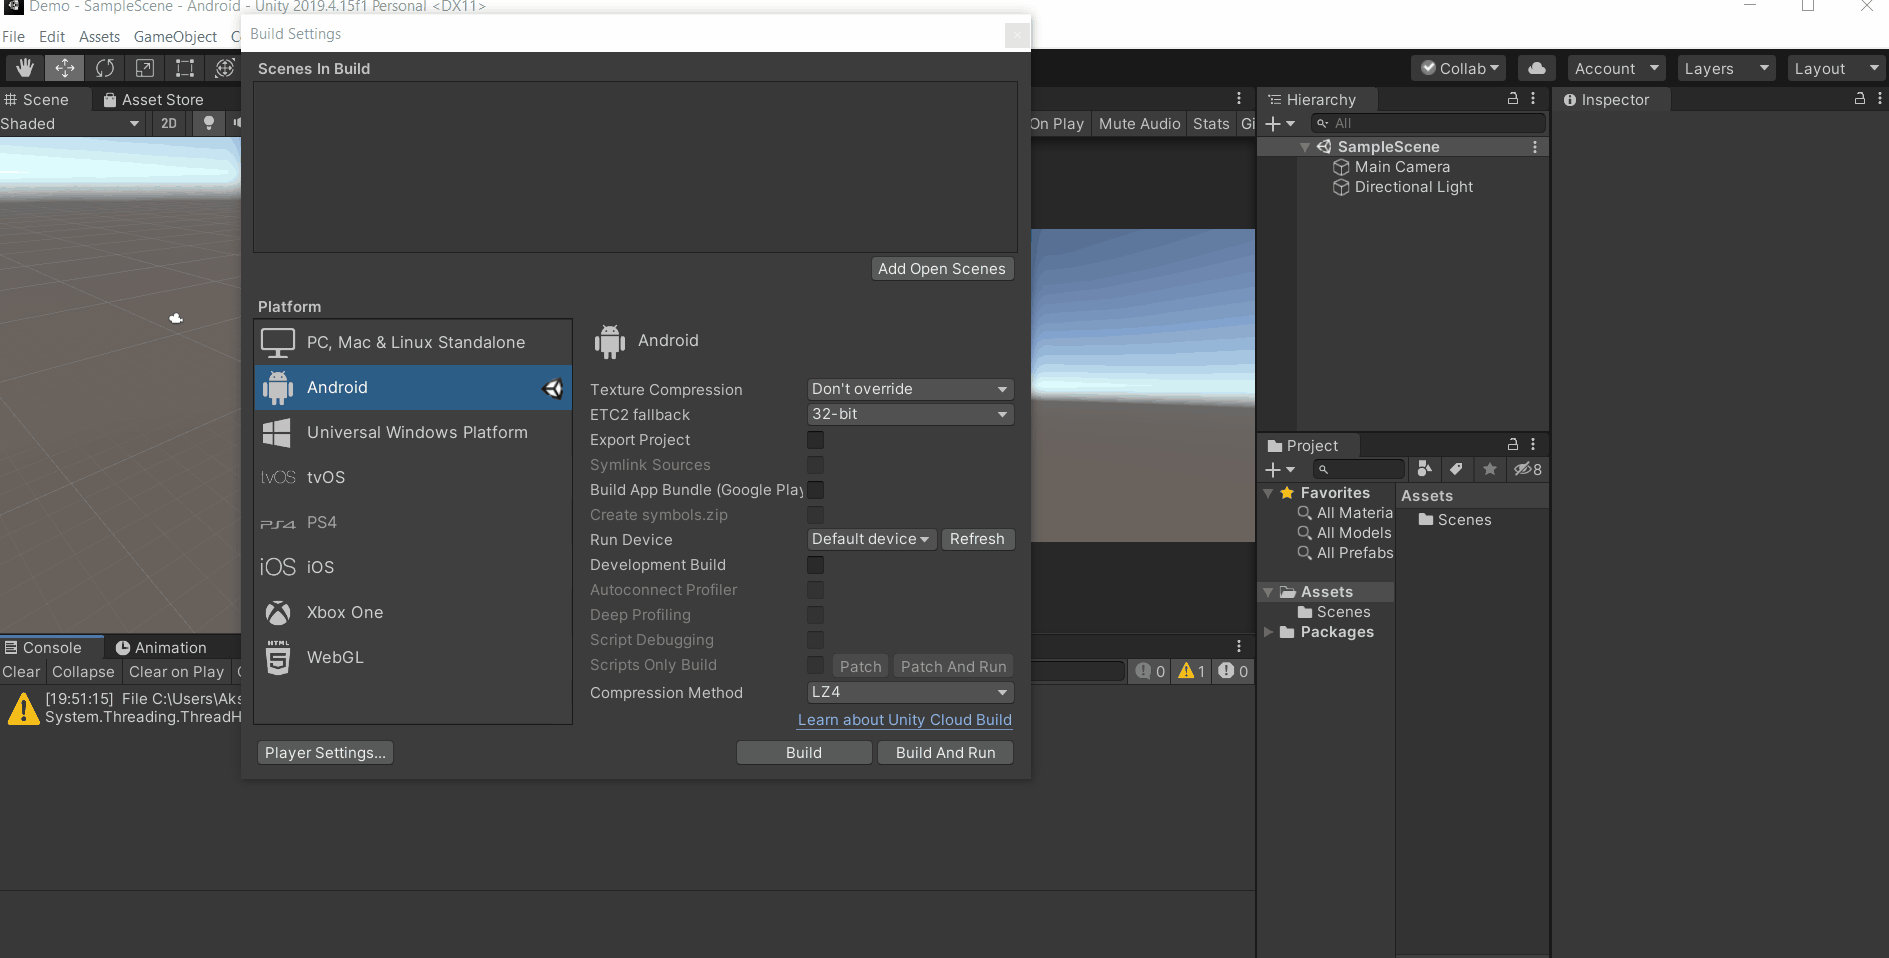 Demo - SampleScene - Android - Unity 2019.4.15f1 Personal <DX11>
File Edit Assets GameObject
Build Settings
Scenes In Build
Collab
Account
Layers
Layout
Scene
Asset Store
Shaded
2D
Add Open Scenes
Platform
PC, Mac & Linux Standalone
Android
Universal Windows Platform
tvOS tvOS
PS4 PS4
iOS iOS
Xbox One
HTML
5 WebGL
Android
Texture Compression Don't override
ETC2 fallback 32-bit
Export Project
Symlink Sources
Build App Bundle (Google Play
Create symbols.zip
Run Device Default device Refresh
Development Build
Autoconnect Profiler
Deep Profiling
Script Debugging
Scripts Only Build Patch Patch And Run
Compression Method LZ4
Learn about Unity Cloud Build
Player Settings... Build Build And Run
On Play Mute Audio Stats Gi
Hierarchy
All
SampleScene
Main Camera
Directional Light
Inspector
Project
8
Favorites
All Materia
All Models
All Prefabs
Assets
Scenes
Packages
Assets
Scenes
Console Animation
Clear Collapse Clear on Play
0 1 0
[19:51:15] File C:\Users\Aks
System.Threading.ThreadH